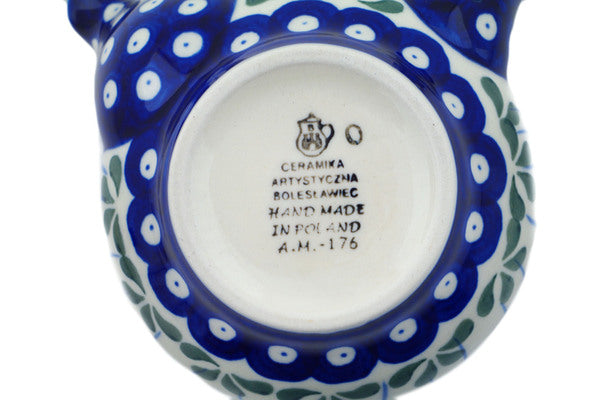 CERAMIKA
ARTYSTYCZNA
BOLESŁAWIEC
HAND MADE
IN POLAND
A.M.-176